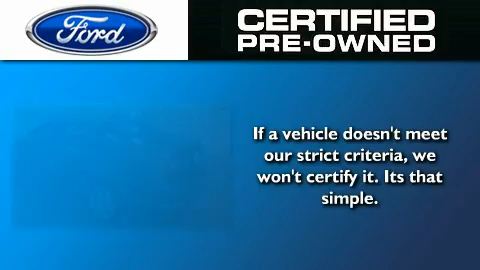 Ford
CERTIFIED
PRE-OWNED
If a vehicle doesn't meet
our strict criteria, we
won't certify it. Its that
simple.